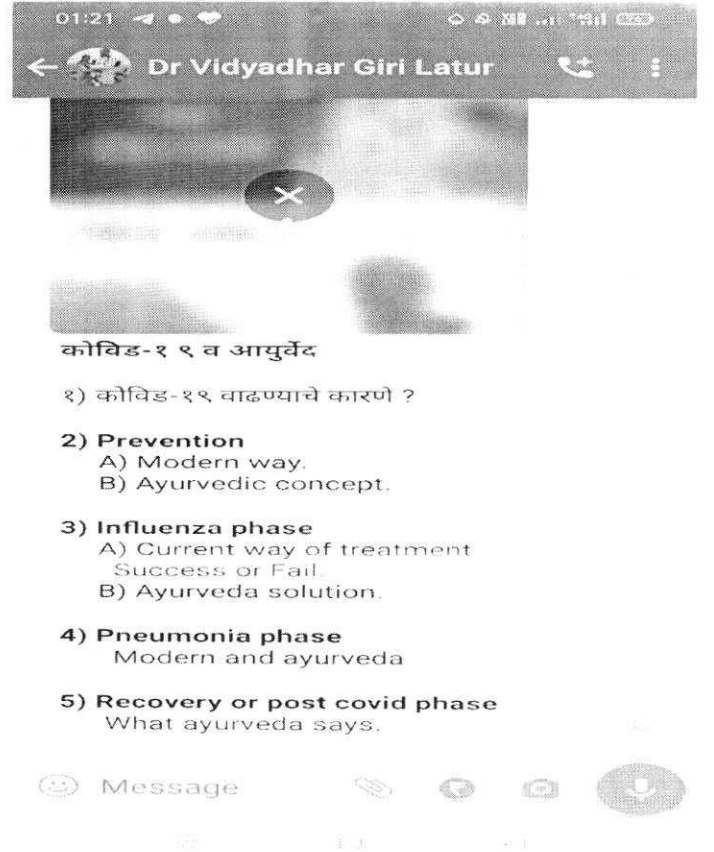 01:21
Dr Vidyadhar Giri Latur
कोविड-१ ९ व आयुर्वेद
१) कोविड-१९ वाढण्याचे कारणे ?
2) Prevention
A) Modern way.
B) Ayurvedic concept.
3) Influenza phase
A) Current way of treatment
Success or Fail.
B) Ayurveda solution.
4) Pneumonia phase
Modern and ayurveda
5) Recovery or post covid phase
What ayurveda says.
Message